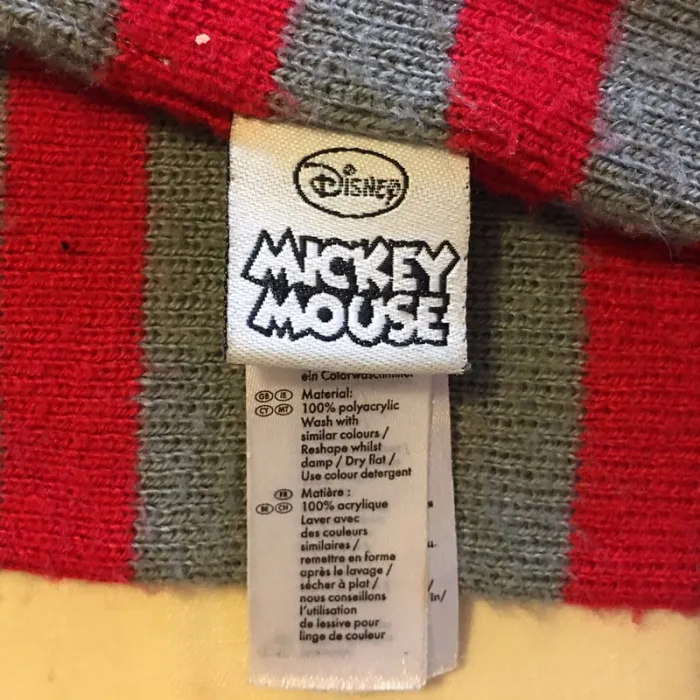 Disney
MICKEY
MOUSE
ein Colorwaschmittel
GB IE Material:
CY MT 100% polyacrylic
Wash with
similar colours /
Reshape whilst
damp / Dry flat /
Use colour detergent
FR Matière :
BE CH 100% acrylique
Laver avec
des couleurs
similaires /
remettre en forme
après le lavage /
sécher à plat /
nous conseillons
l'utilisation
de lessive pour
linge de couleur
u.
/
in/